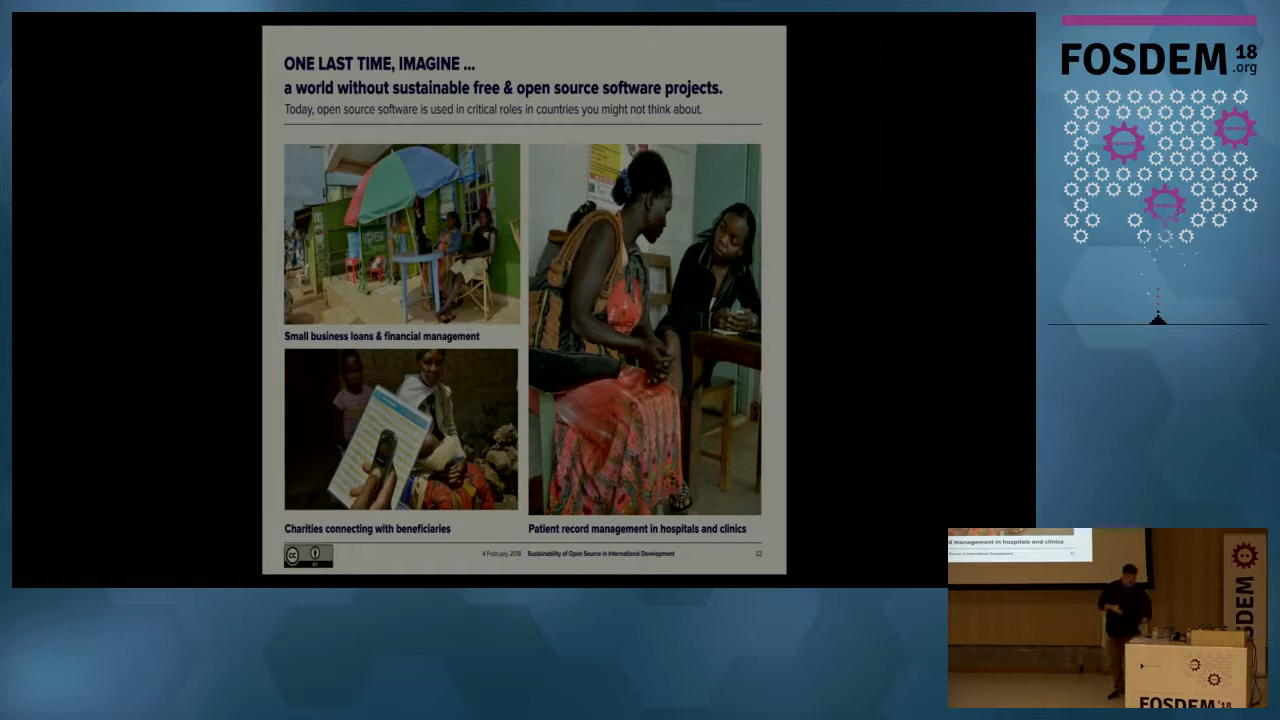 ONE LAST TIME, IMAGINE ...
a world without sustainable free & open source software projects.
Today, open source software is used in critical roles in countries you might not think about.
Small business loans & financial management
Charities connecting with beneficiaries
Patient record management in hospitals and clinics
CC BY
4 February 2018 Sustainability of Open Source in International Development 12
FOSDEM 18
.org
d management in hospitals and clinics
FOSDEM
FOSDEM '18